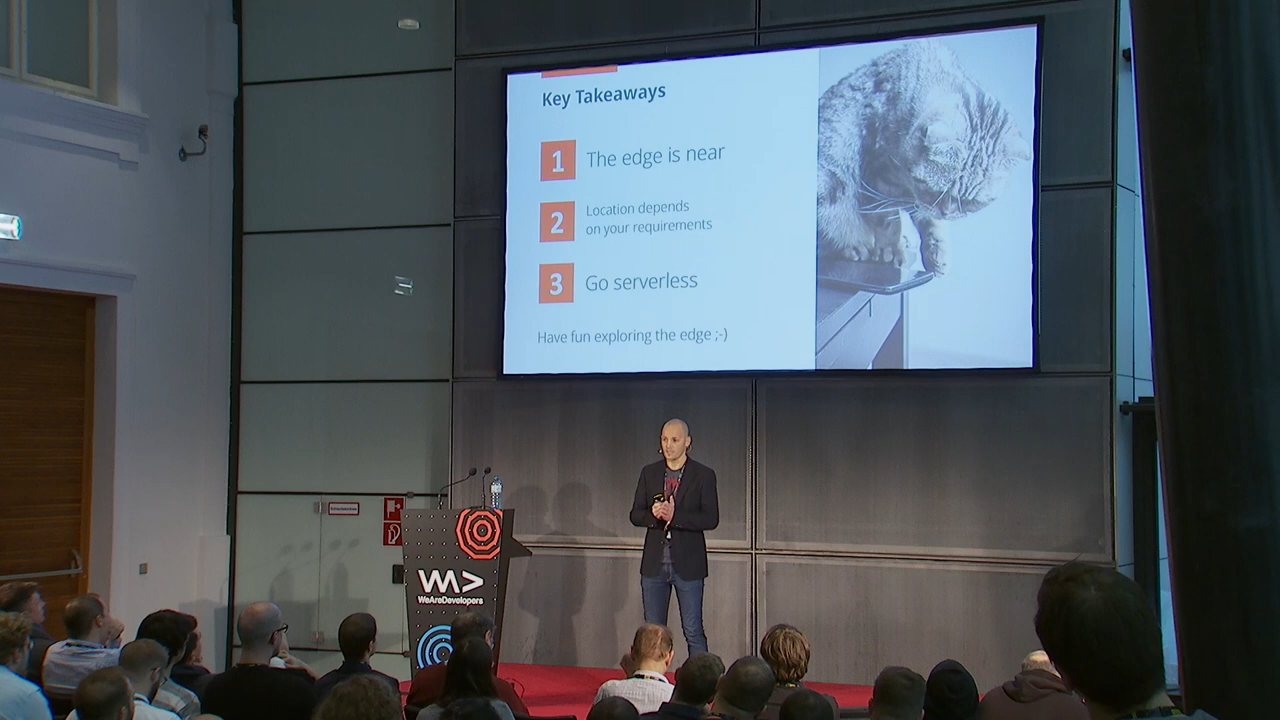 Key Takeaways
1 The edge is near
2 Location depends
on your requirements
3 Go serverless
Have fun exploring the edge ;-)
WeAreDevelopers